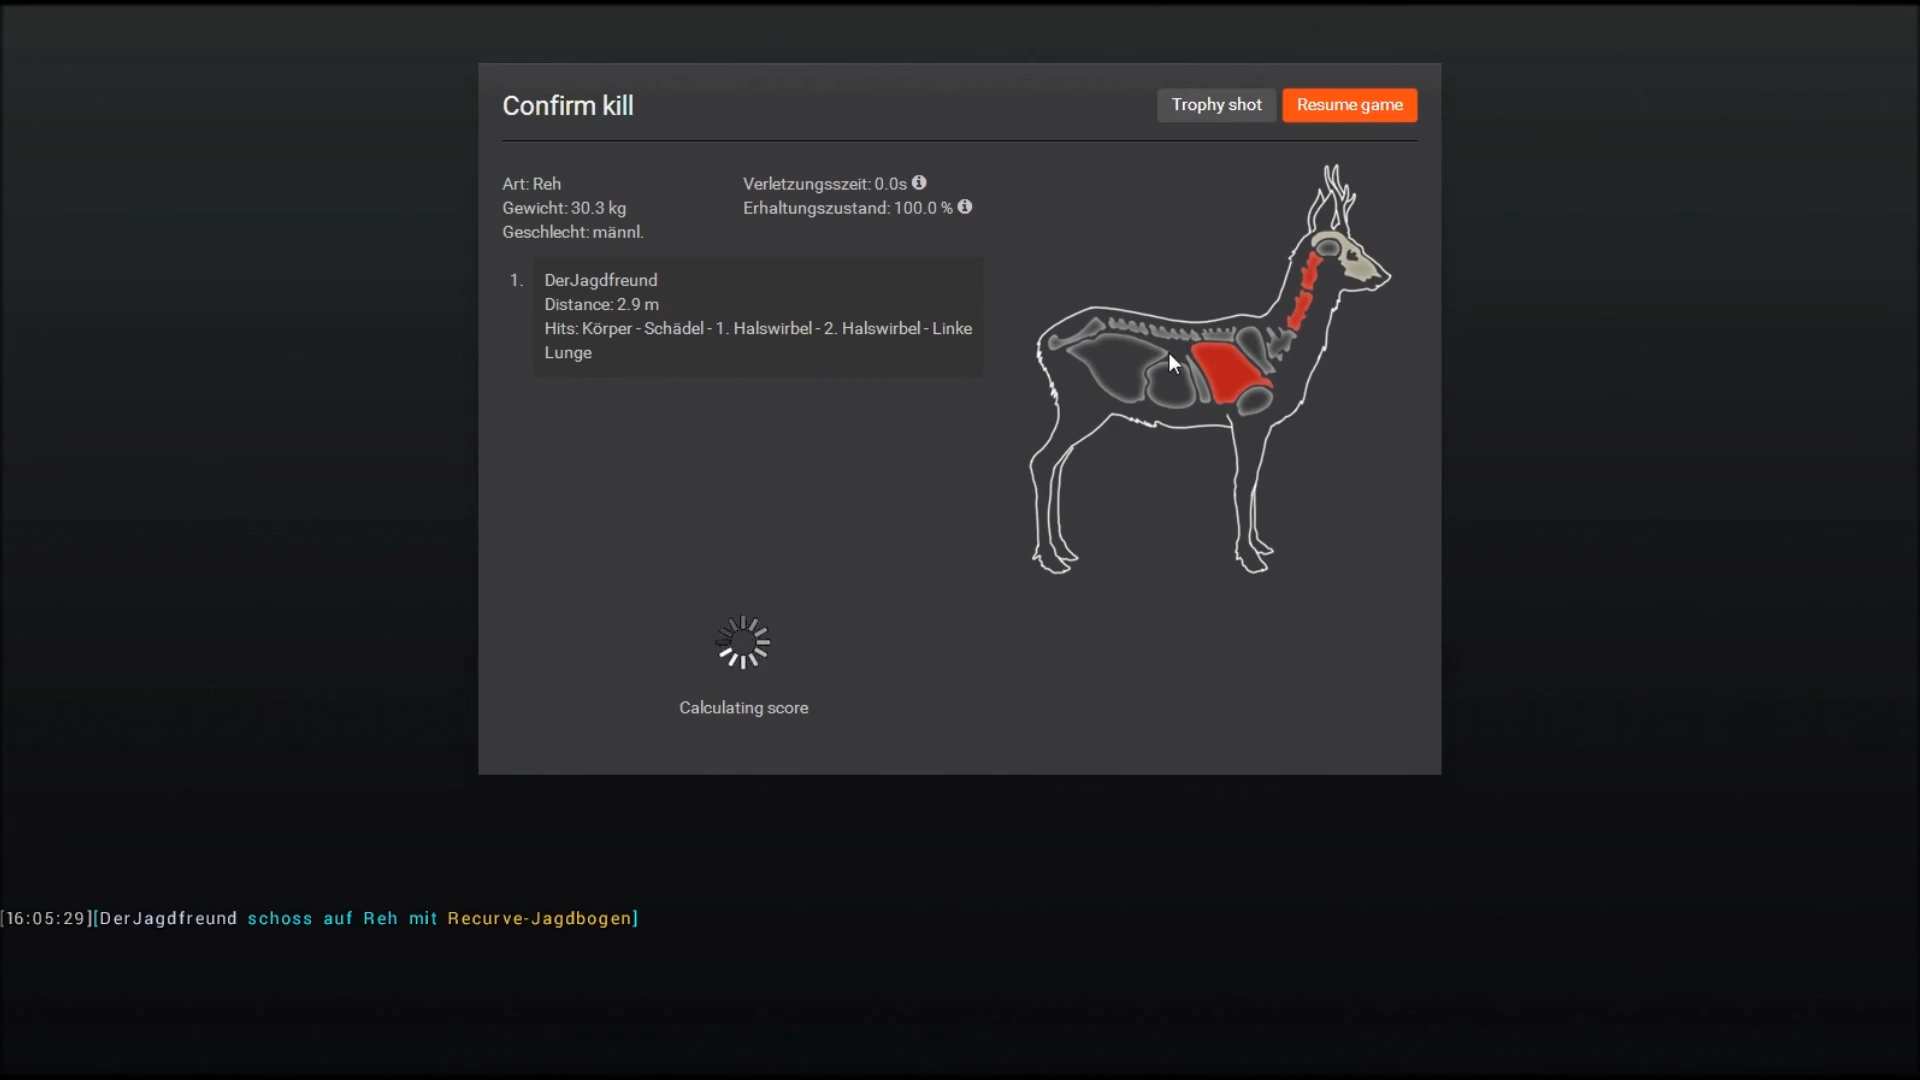 Confirm kill
Trophy shot
Resume game
Art: Reh
Gewicht: 30.3 kg
Geschlecht: männl.
Verletzungsszeit: 0.0s
Erhaltungszustand: 100.0 %
1.
DerJagdfreund
Distance: 2.9 m
Hits: Körper - Schädel - 1. Halswirbel - 2. Halswirbel - Linke
Lunge
Calculating score
[16:05:29][DerJagdfreund schoss auf Reh mit Recurve-Jagdbogen]